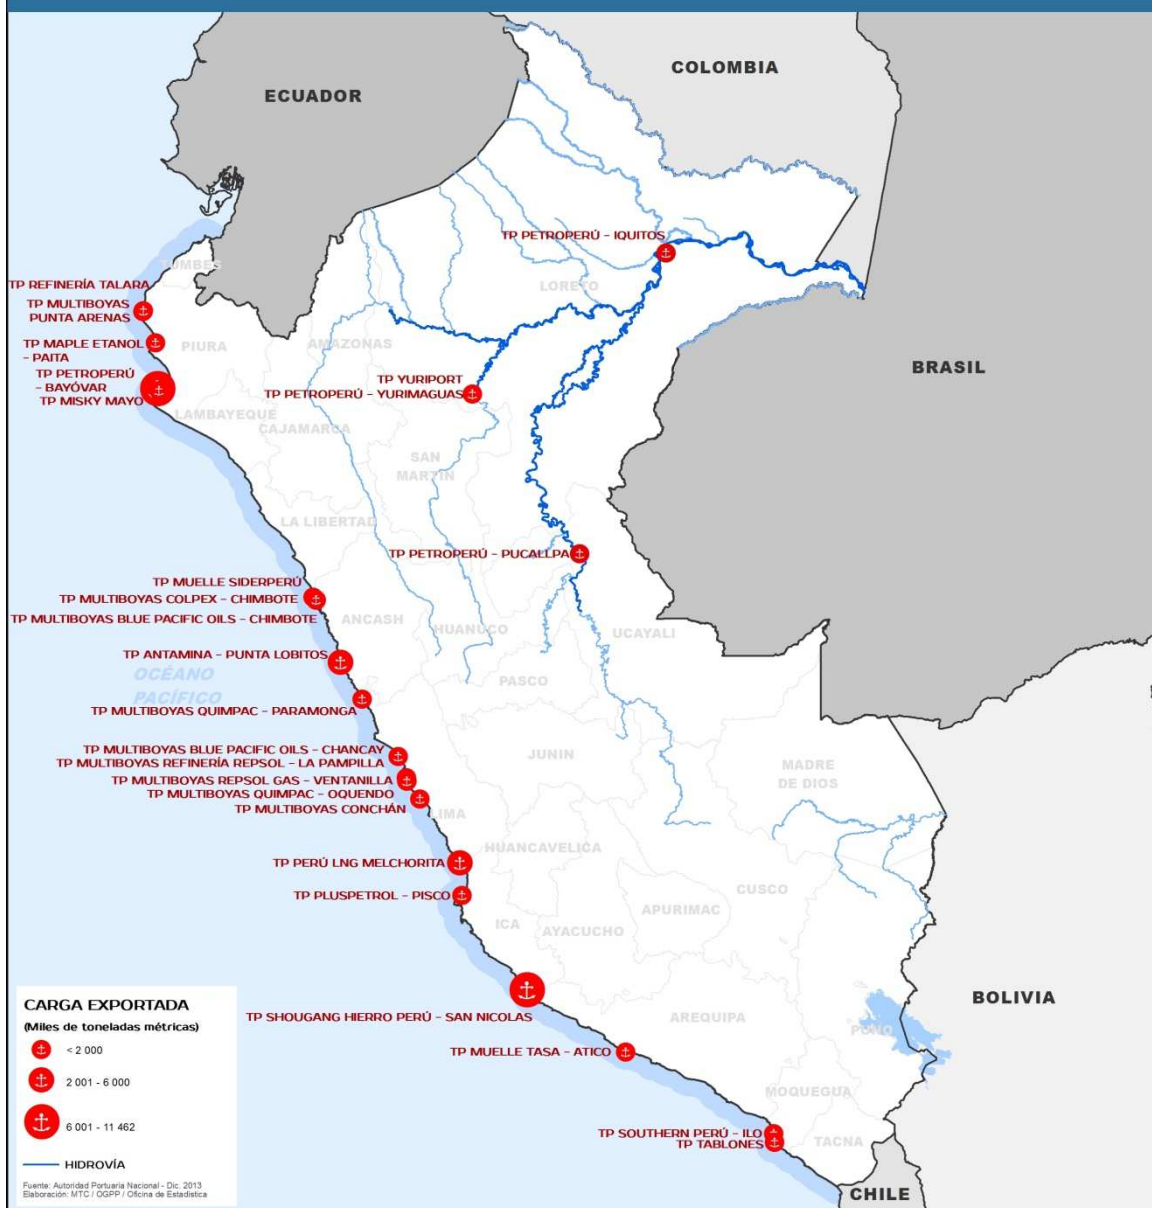 COLOMBIA
ECUADOR
TP PETROPERÚ - IQUITOS
TUMBES
LORETO
TP REFINERÍA TALARA
TP MULTIBOYAS
PUNTA ARENAS
TP MAPLE ETANOL
- PAITA
PIURA
AMAZONAS
BRASIL
TP PETROPERÚ
- BAYÓVAR
TP MISKY MAYO
TP YURIPORT
TP PETROPERÚ - YURIMAGUAS
LAMBAYEQUE
CAJAMARCA
SAN
MARTIN
LA LIBERTAD
TP PETROPERÚ - PUCALLPA
TP MUELLE SIDERPERÚ
TP MULTIBOYAS COLPEX - CHIMBOTE
TP MULTIBOYAS BLUE PACIFIC OILS - CHIMBOTE
ANCASH
HUANUCO
UCAYALI
TP ANTAMINA - PUNTA LOBITOS
OCÉANO
PACÍFICO
PASCO
TP MULTIBOYAS QUIMPAC - PARAMONGA
TP MULTIBOYAS BLUE PACIFIC OILS - CHANCAY
TP MULTIBOYAS REFINERÍA REPSOL - LA PAMPILLA
TP MULTIBOYAS REPSOL GAS - VENTANILLA
TP MULTIBOYAS QUIMPAC - OQUENDO
TP MULTIBOYAS CONCHÁN
JUNIN
MADRE
DE DIOS
LIMA
HUANCAVELICA
TP PERÚ LNG MELCHORITA
TP PLUSPETROL - PISCO
CUSCO
APURIMAC
ICA
AYACUCHO
BOLIVIA
TP SHOUGANG HIERRO PERÚ - SAN NICOLAS
AREQUIPA
PUNO
TP MUELLE TASA - ATICO
MOQUEGUA
TP SOUTHERN PERÚ - ILO
TP TABLONES
TACNA
CHILE
CARGA EXPORTADA
(Miles de toneladas métricas)
< 2 000
2 001 - 6 000
6 001 - 11 462
HIDROVÍA
Fuente: Autoridad Portuaria Nacional - Dic. 2013
Elaboración: MTC / OGPP / Oficina de Estadística